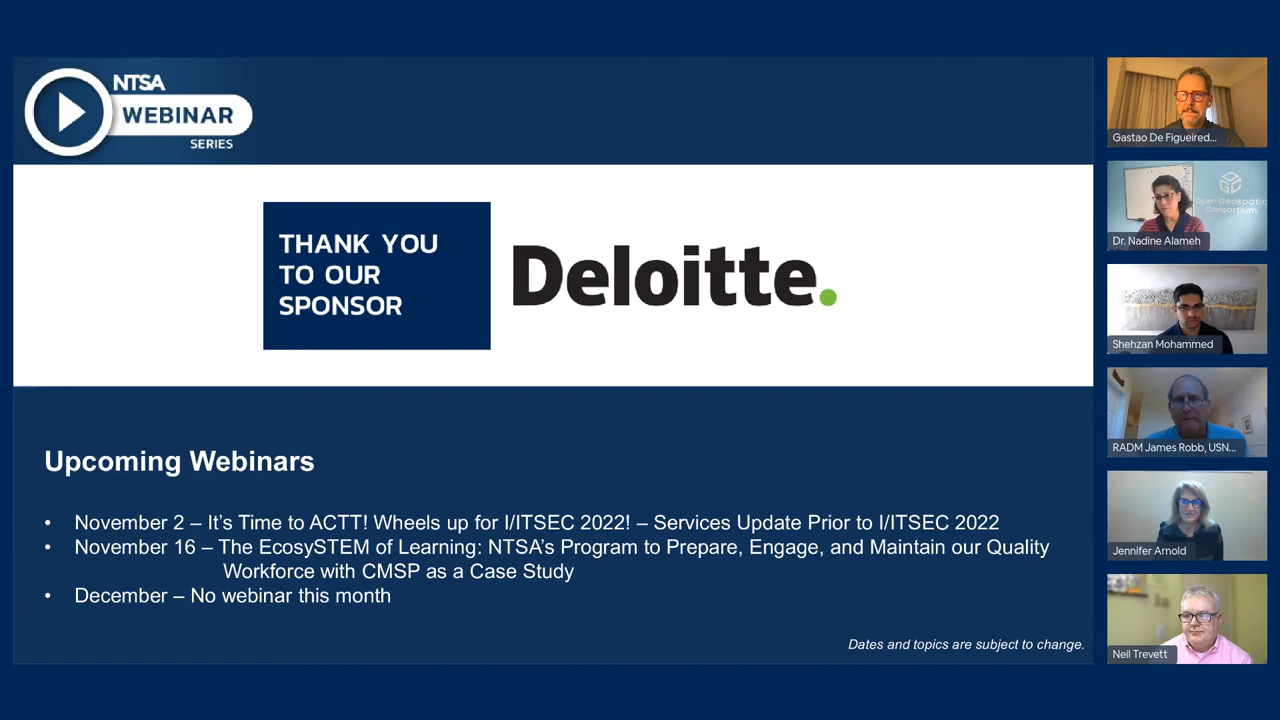 NTSA
WEBINAR
SERIES
THANK YOU
TO OUR
SPONSOR
Deloitte.
Upcoming Webinars
• November 2 – It's Time to ACTT! Wheels up for I/ITSEC 2022! – Services Update Prior to I/ITSEC 2022
• November 16 – The EcosySTEM of Learning: NTSA's Program to Prepare, Engage, and Maintain our Quality
Workforce with CMSP as a Case Study
• December – No webinar this month
Dates and topics are subject to change.
Gastao De Figueired...
OGC
Open Geospatial
Consortium
Dr. Nadine Alameh
Shehzan Mohammed
RADM James Robb, USN...
Jennifer Arnold
Neil Trevett